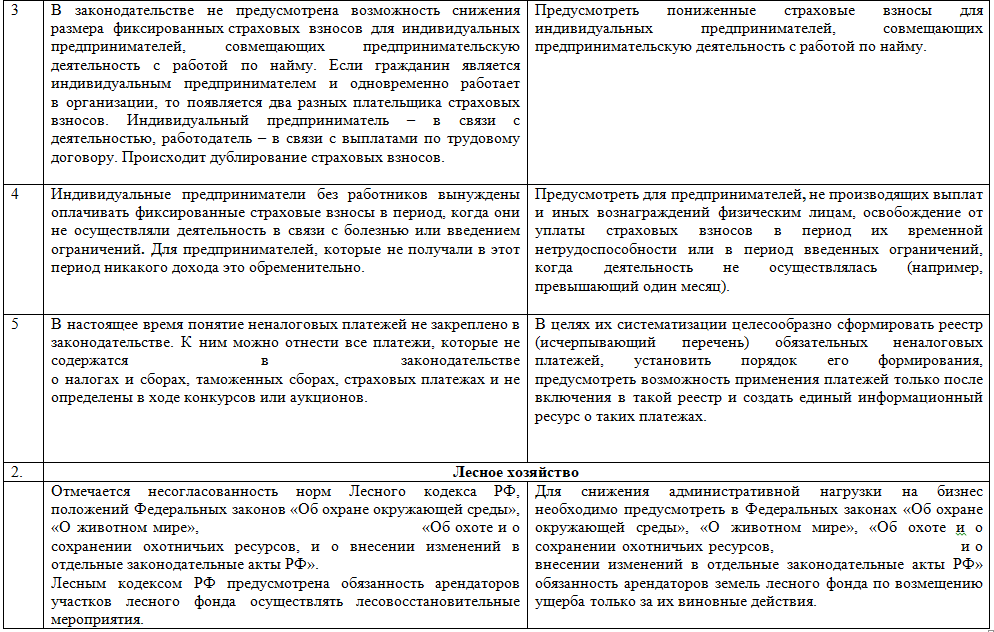 3
В законодательстве не предусмотрена возможность снижения
размера фиксированных страховых взносов для индивидуальных
предпринимателей, совмещающих предпринимательскую
деятельность с работой по найму. Если гражданин является
индивидуальным предпринимателем и одновременно работает
в организации, то появляется два разных плательщика страховых
взносов. Индивидуальный предприниматель – в связи с
деятельностью, работодатель – в связи с выплатами по трудовому
договору. Происходит дублирование страховых взносов.
Предусмотреть пониженные страховые взносы для
индивидуальных предпринимателей, совмещающих
предпринимательскую деятельность с работой по найму.
4
Индивидуальные предприниматели без работников вынуждены
оплачивать фиксированные страховые взносы в период, когда они
не осуществляли деятельность в связи с болезнью или введением
ограничений. Для предпринимателей, которые не получали в этот
период никакого дохода это обременительно.
Предусмотреть для предпринимателей, не производящих выплат
и иных вознаграждений физическим лицам, освобождение от
уплаты страховых взносов в период их временной
нетрудоспособности или в период введенных ограничений,
когда деятельность не осуществлялась (например,
превышающий один месяц).
5
В настоящее время понятие неналоговых платежей не закреплено в
законодательстве. К ним можно отнести все платежи, которые не
содержатся в законодательстве
о налогах и сборах, таможенных сборах, страховых платежах и не
определены в ходе конкурсов или аукционов.
В целях их систематизации целесообразно сформировать реестр
(исчерпывающий перечень) обязательных неналоговых
платежей, установить порядок его формирования,
предусмотреть возможность применения платежей только после
включения в такой реестр и создать единый информационный
ресурс о таких платежах.
2.
Лесное хозяйство
Отмечается несогласованность норм Лесного кодекса РФ,
положений Федеральных законов «Об охране окружающей среды»,
«О животном мире», «Об охоте и о
сохранении охотничьих ресурсов, и о внесении изменений в
отдельные законодательные акты РФ».
Лесным кодексом РФ предусмотрена обязанность арендаторов
участков лесного фонда осуществлять лесовосстановительные
мероприятия.
Для снижения административной нагрузки на бизнес
необходимо предусмотреть в Федеральных законах «Об охране
окружающей среды», «О животном мире», «Об охоте и о
сохранении охотничьих ресурсов, и о
внесении изменений в отдельные законодательные акты РФ»
обязанность арендаторов земель лесного фонда по возмещению
ущерба только за их виновные действия.